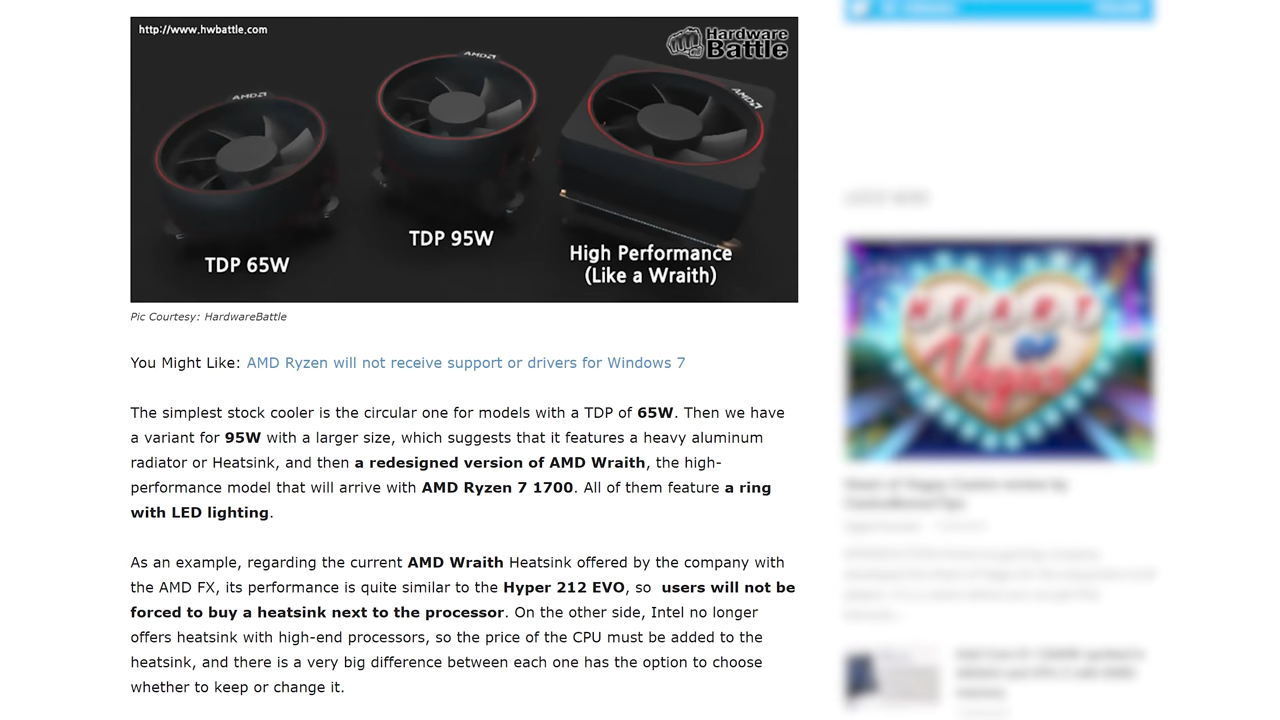 http://www.hwbattle.com
Hardware
Battle
AMD
AMD
AMD
TDP 65W
TDP 95W
High Performance
(Like a Wraith)
Pic Courtesy: HardwareBattle
You Might Like: AMD Ryzen will not receive support or drivers for Windows 7
The simplest stock cooler is the circular one for models with a TDP of 65W. Then we have
a variant for 95W with a larger size, which suggests that it features a heavy aluminum
radiator or Heatsink, and then a redesigned version of AMD Wraith, the high-
performance model that will arrive with AMD Ryzen 7 1700. All of them feature a ring
with LED lighting.
As an example, regarding the current AMD Wraith Heatsink offered by the company with
the AMD FX, its performance is quite similar to the Hyper 212 EVO, so users will not be
forced to buy a heatsink next to the processor. On the other side, Intel no longer
offers heatsink with high-end processors, so the price of the CPU must be added to the
heatsink, and there is a very big difference between each one has the option to choose
whether to keep or change it.
HEART
of
Vegas